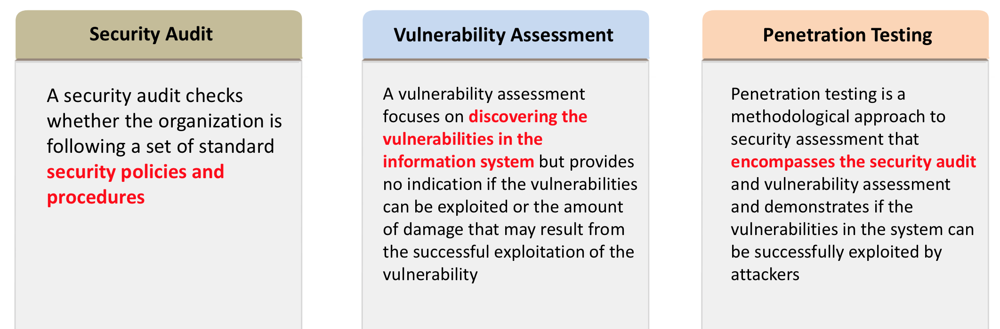 Security Audit
A security audit checks
whether the organization is
following a set of standard
security policies and
procedures
Vulnerability Assessment
A vulnerability assessment
focuses on discovering the
vulnerabilities in the
information system but provides
no indication if the vulnerabilities
can be exploited or the amount
of damage that may result from
the successful exploitation of the
vulnerability
Penetration Testing
Penetration testing is a
methodological approach to
security assessment that
encompasses the security audit
and vulnerability assessment
and demonstrates if the
vulnerabilities in the system can
be successfully exploited by
attackers